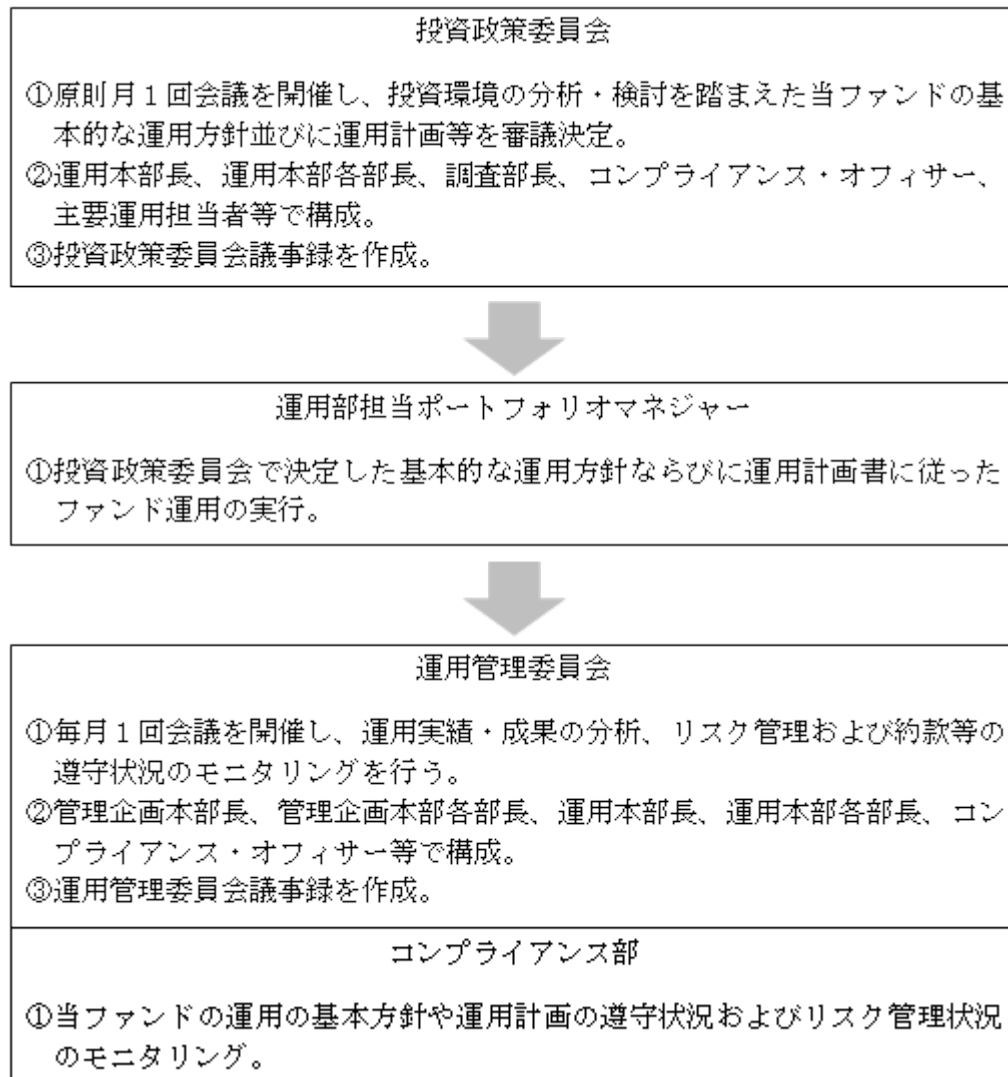 投資政策委員会
①原則月１回会議を開催し、投資環境の分析・検討を踏まえた当ファンドの基
本的な運用方針並びに運用計画等を審議決定。
②運用本部長、運用本部各部長、調査部長、コンプライアンス・オフィサー、
主要運用担当者等で構成。
③投資政策委員会議事録を作成。
運用部担当ポートフォリオマネジャー
①投資政策委員会で決定した基本的な運用方針ならびに運用計画書に従った
ファンド運用の実行。
運用管理委員会
①毎月１回会議を開催し、運用実績・成果の分析、リスク管理および約款等の
遵守状況のモニタリングを行う。
②管理企画本部長、管理企画本部各部長、運用本部長、運用本部各部長、コン
プライアンス・オフィサー等で構成。
③運用管理委員会議事録を作成。
コンプライアンス部
①当ファンドの運用の基本方針や運用計画の遵守状況およびリスク管理状況
のモニタリング。